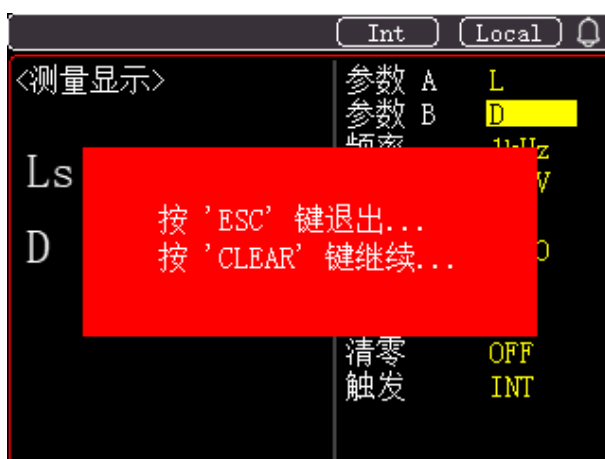 Int Local
<测量显示>
参数 A L
参数 B D
Ls
D
按 'ESC' 键退出...
按 'CLEAR' 键继续...
清零 OFF
触发 INT